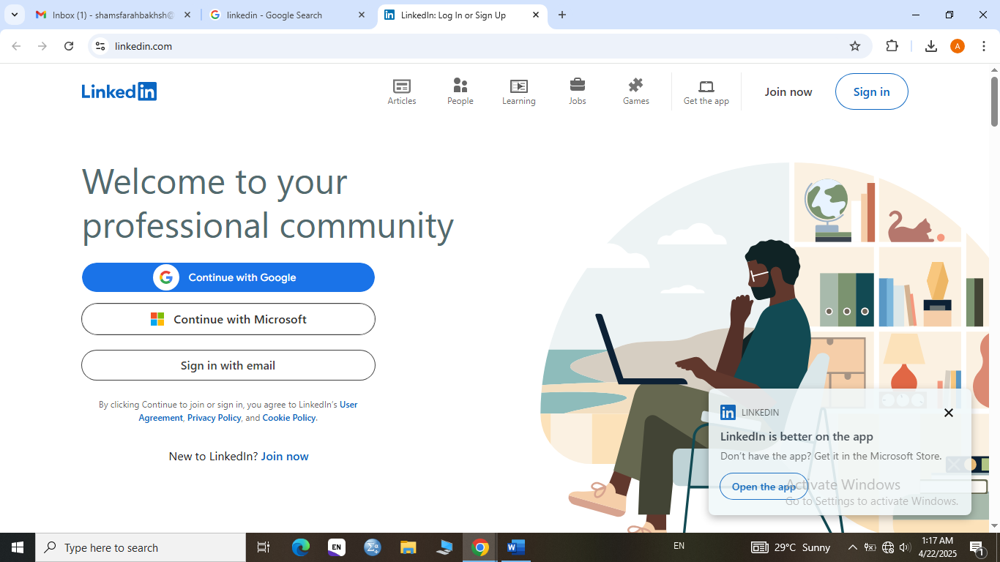 Inbox (1) - shamsfarahbakhsh@
linkedin - Google Search
LinkedIn: Log In or Sign Up
linkedin.com
A
Linked in
Articles
People
Learning
Jobs
Games
Get the app
Join now
Sign in
Welcome to your
professional community
Continue with Google
Continue with Microsoft
Sign in with email
By clicking Continue to join or sign in, you agree to LinkedIn’s User
Agreement, Privacy Policy, and Cookie Policy.
New to LinkedIn? Join now
in LINKEDIN
LinkedIn is better on the app
Don’t have the app? Get it in the Microsoft Store.
Open the app
Activate Windows
Go to Settings to activate Windows.
Type here to search
EN
EN
29°C Sunny
1:17 AM
4/22/2025
1